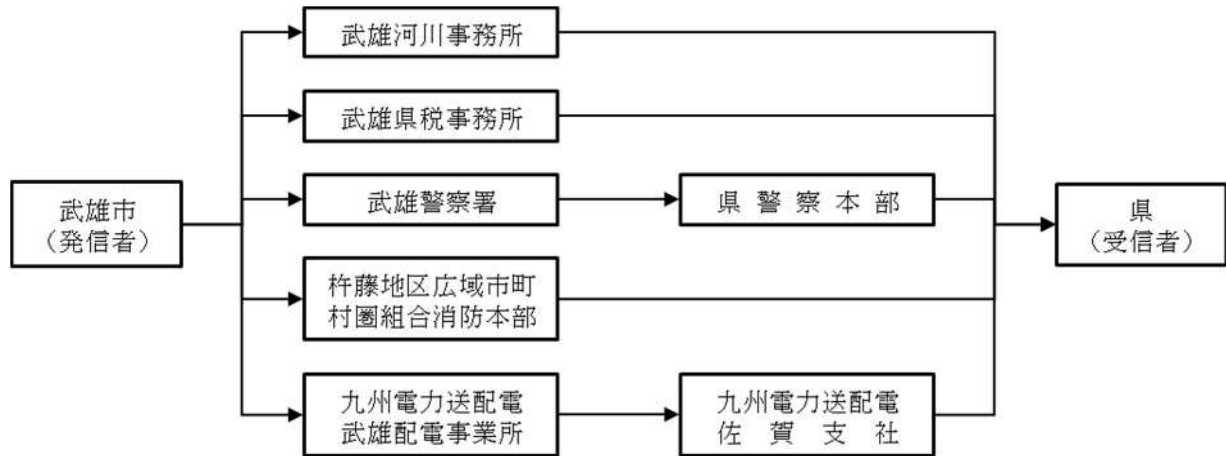 武雄河川事務所
武雄県税事務所
武雄市
（発信者）
武雄警察署
県警察本部
県
（受信者）
杵藤地区広域市町
村圏組合消防本部
九州電力送配電
武雄配電事業所
九州電力送配電
佐賀支社